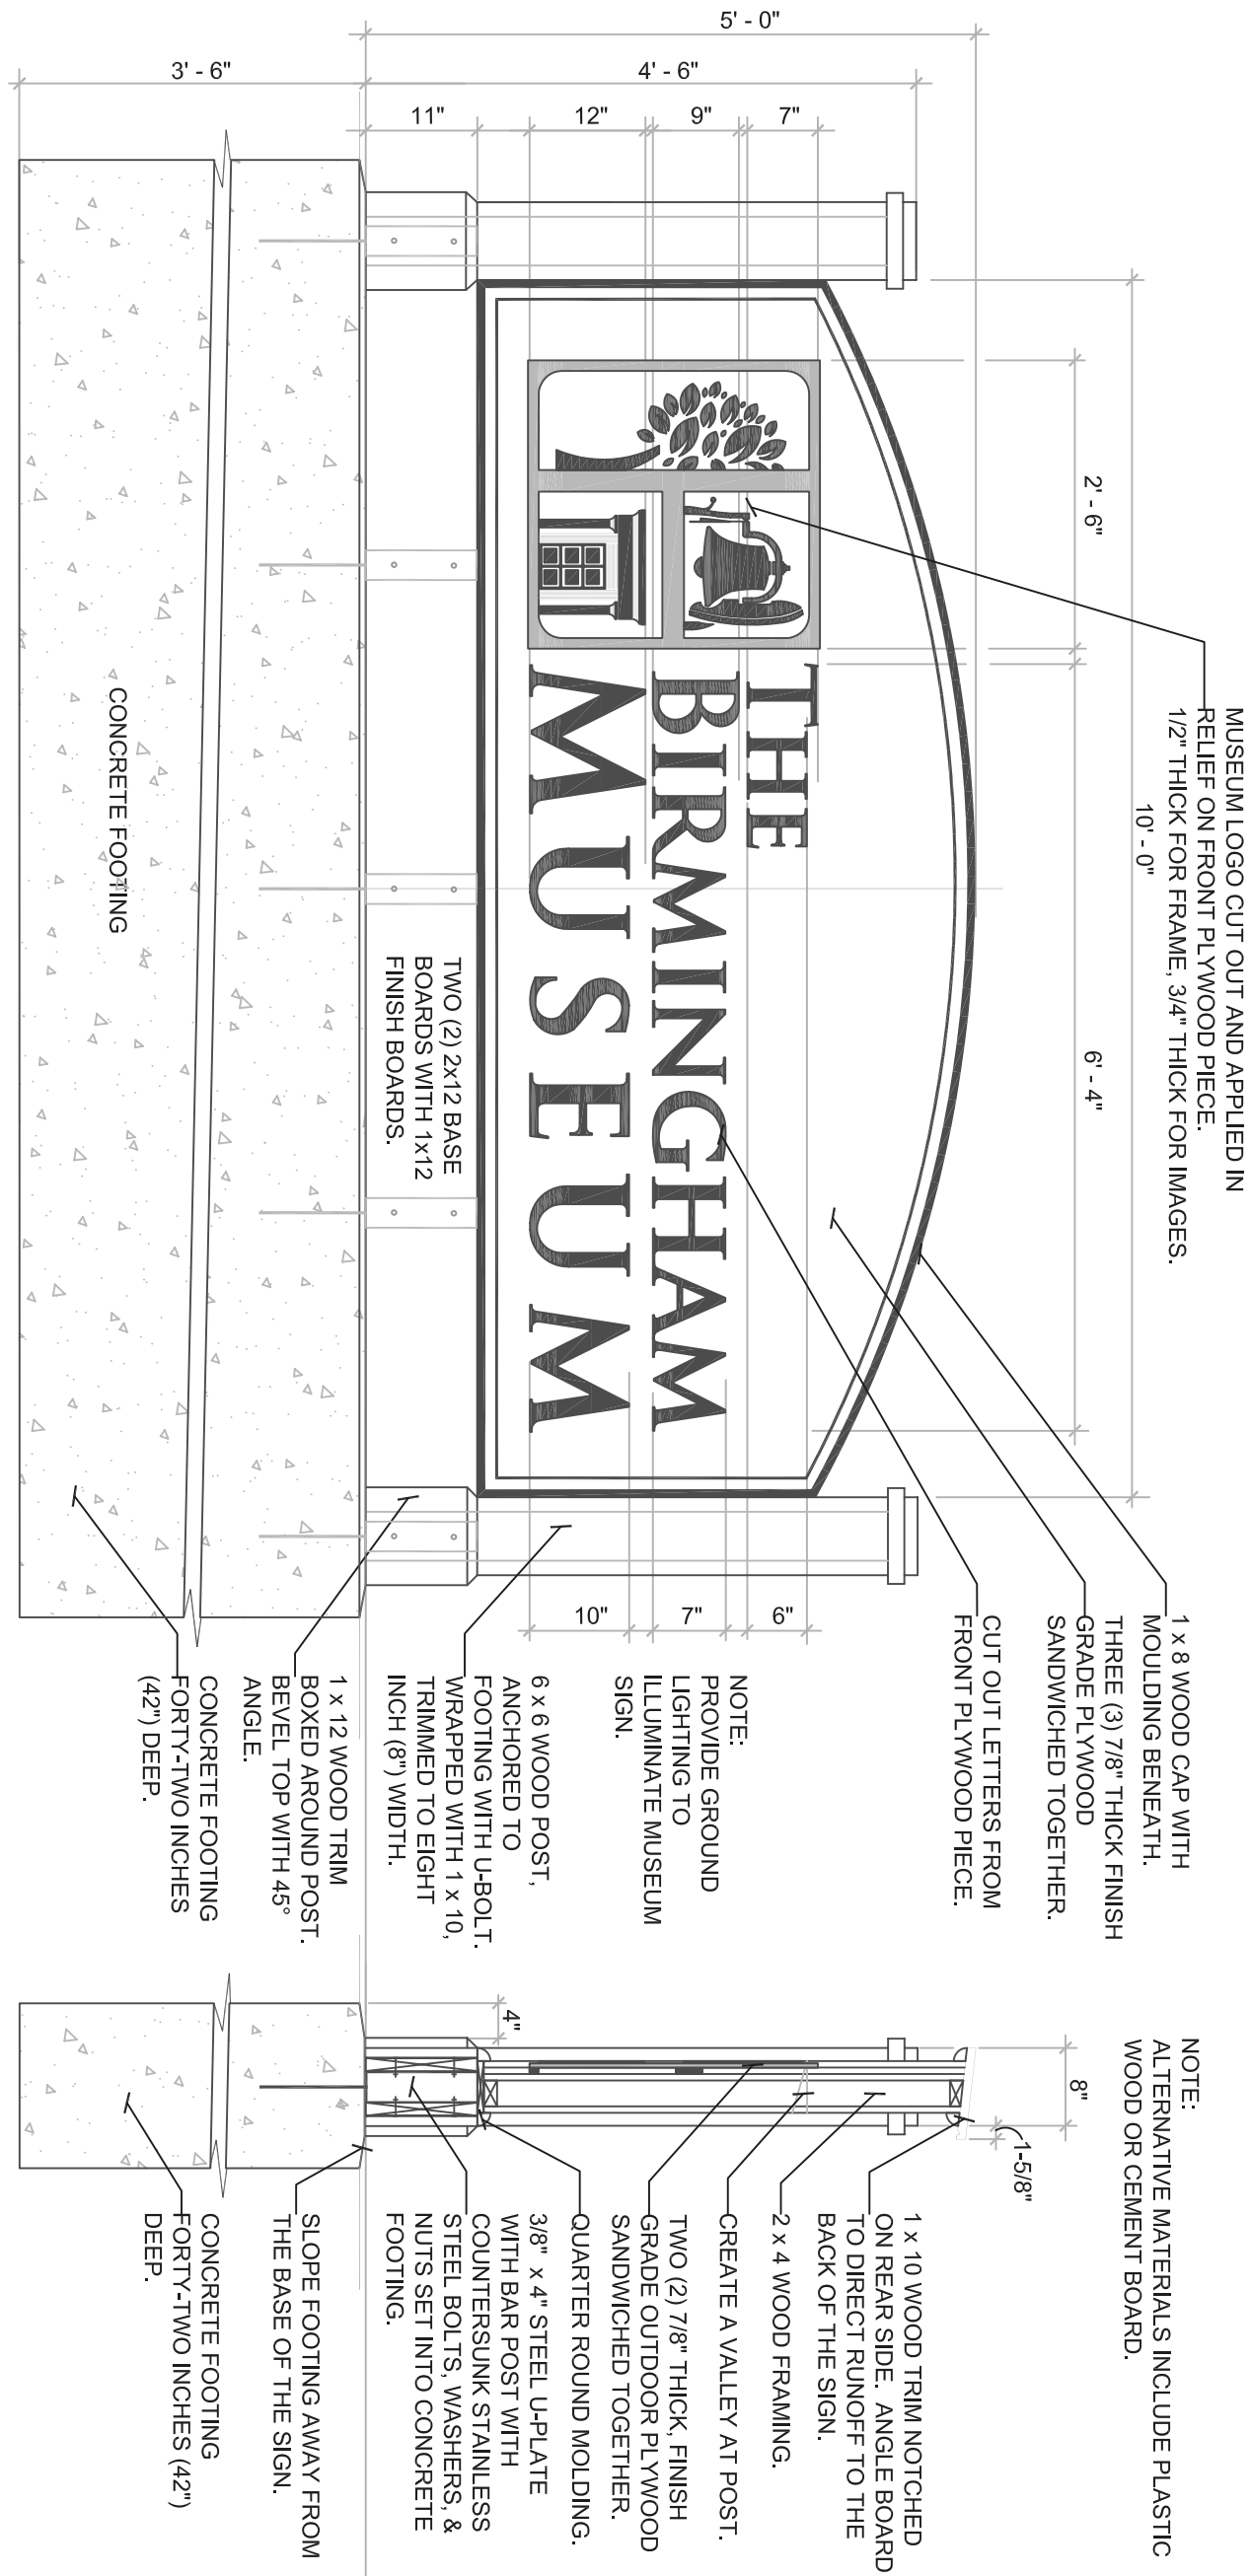 MUSEUM LOGO CUT OUT AND APPLIED IN
RELIEF ON FRONT PLYWOOD PIECE.
1/2" THICK FOR FRAME, 3/4" THICK FOR IMAGES.
10' - 0"
2' - 6"
6' - 4"
5' - 0"
4' - 6"
3' - 6"
7"
9"
12"
11"
THE
BIRMINGHAM
MUSEUM
TWO (2) 2x12 BASE
BOARDS WITH 1x12
FINISH BOARDS.
CONCRETE FOOTING
6"
7"
10"
1 x 8 WOOD CAP WITH
MOULDING BENEATH.
THREE (3) 7/8" THICK FINISH
GRADE PLYWOOD
SANDWICHED TOGETHER.
CUT OUT LETTERS FROM
FRONT PLYWOOD PIECE.
NOTE:
PROVIDE GROUND
LIGHTING TO
ILLUMINATE MUSEUM
SIGN.
6 x 6 WOOD POST,
ANCHORED TO
FOOTING WITH U-BOLT.
WRAPPED WITH 1 x 10,
TRIMMED TO EIGHT
INCH (8") WIDTH.
1 x 12 WOOD TRIM
BOXED AROUND POST.
BEVEL TOP WITH 45°
ANGLE.
CONCRETE FOOTING
FORTY-TWO INCHES
(42") DEEP.
NOTE:
ALTERNATIVE MATERIALS INCLUDE PLASTIC
WOOD OR CEMENT BOARD.
8"
1-5/8"
4"
1 x 10 WOOD TRIM NOTCHED
ON REAR SIDE. ANGLE BOARD
TO DIRECT RUNOFF TO THE
BACK OF THE SIGN.
2 x 4 WOOD FRAMING.
CREATE A VALLEY AT POST.
TWO (2) 7/8" THICK, FINISH
GRADE OUTDOOR PLYWOOD
SANDWICHED TOGETHER.
QUARTER ROUND MOLDING.
3/8" x 4" STEEL U-PLATE
WITH BAR POST WITH
COUNTERSUNK STAINLESS
STEEL BOLTS, WASHERS, &
NUTS SET INTO CONCRETE
FOOTING.
SLOPE FOOTING AWAY FROM
THE BASE OF THE SIGN.
CONCRETE FOOTING
FORTY-TWO INCHES (42")
DEEP.